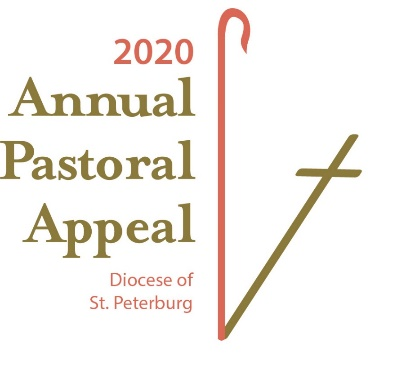 2020
Annual
Pastoral
Appeal
Diocese of
St. Peterburg